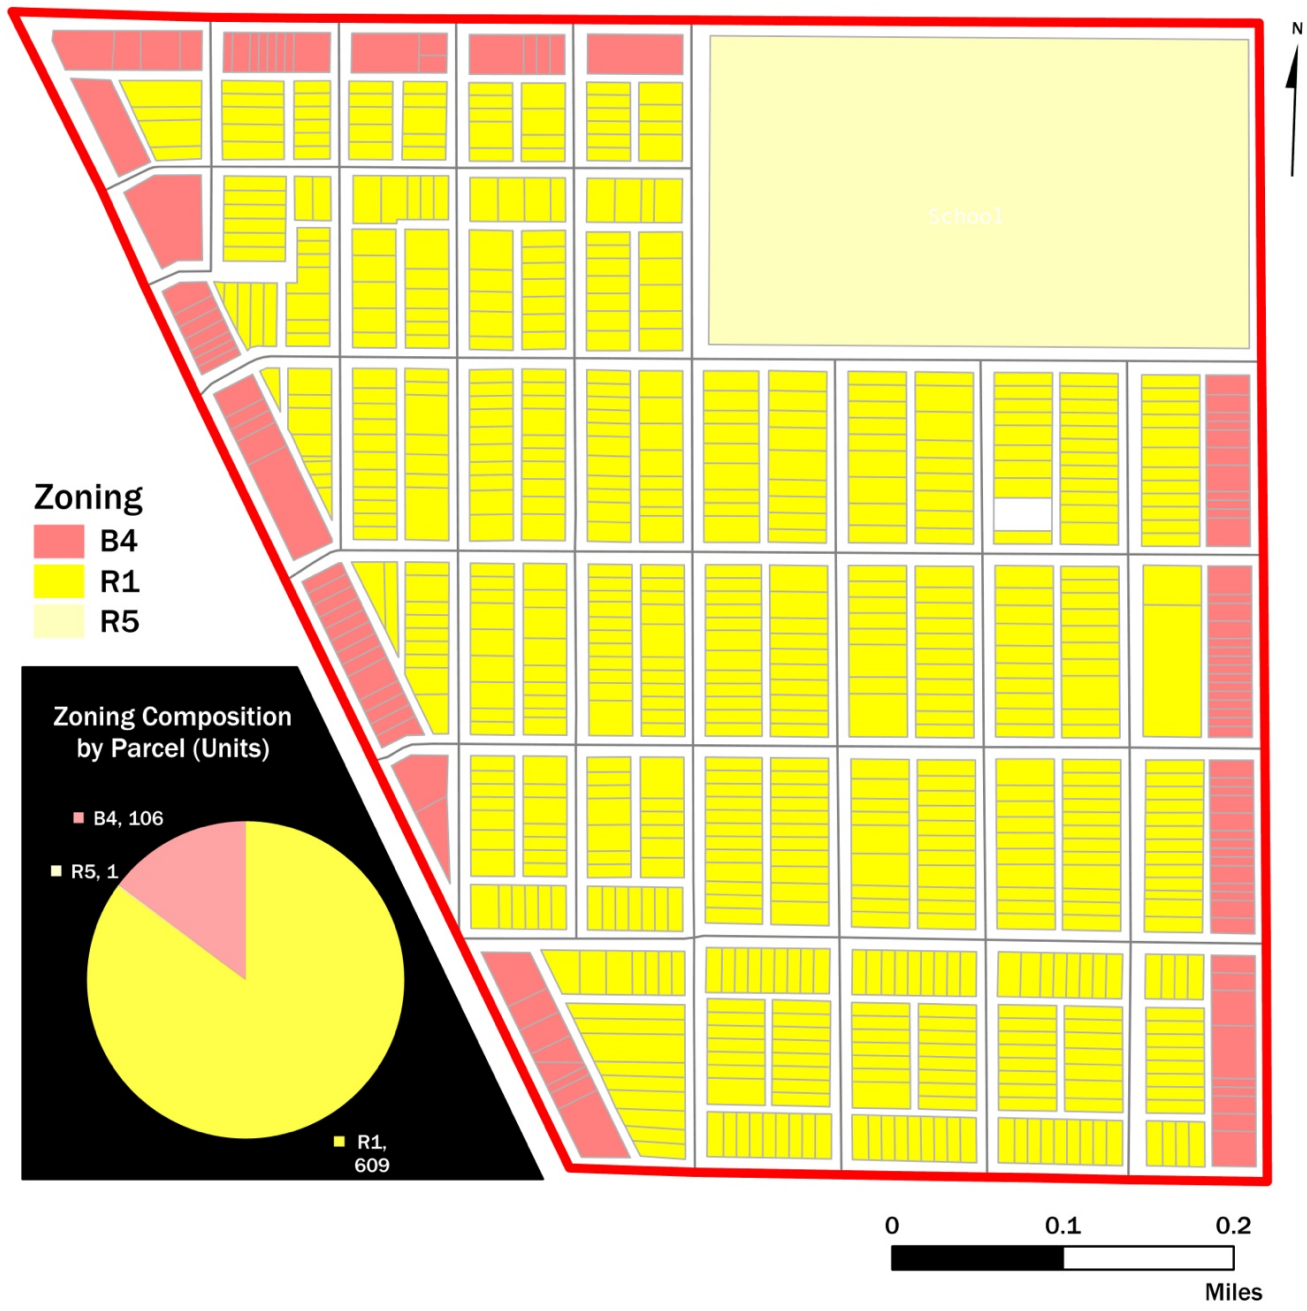 N
School
Zoning
B4
R1
R5
Zoning Composition
by Parcel (Units)
B4, 106
R5, 1
R1,
609
0 0.1 0.2
Miles